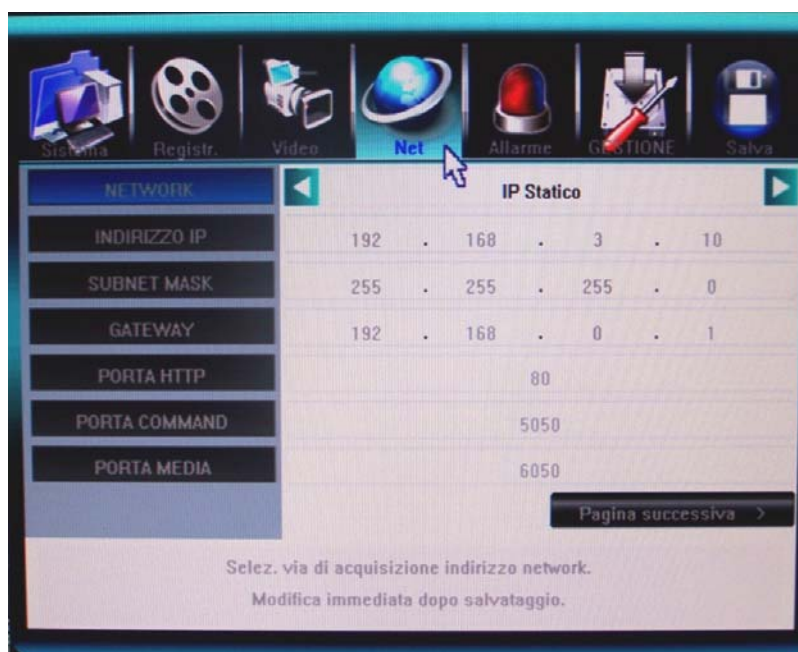 Sistema Registr. Video Net Allarme GESTIONE Salva
NETWORK IP Statico
INDIRIZZO IP 192 . 168 . 3 . 10
SUBNET MASK 255 . 255 . 255 . 0
GATEWAY 192 . 168 . 0 . 1
PORTA HTTP 80
PORTA COMMAND 5050
PORTA MEDIA 6050
Pagina successiva >
Selez. via di acquisizione indirizzo network.
Modifica immediata dopo salvataggio.